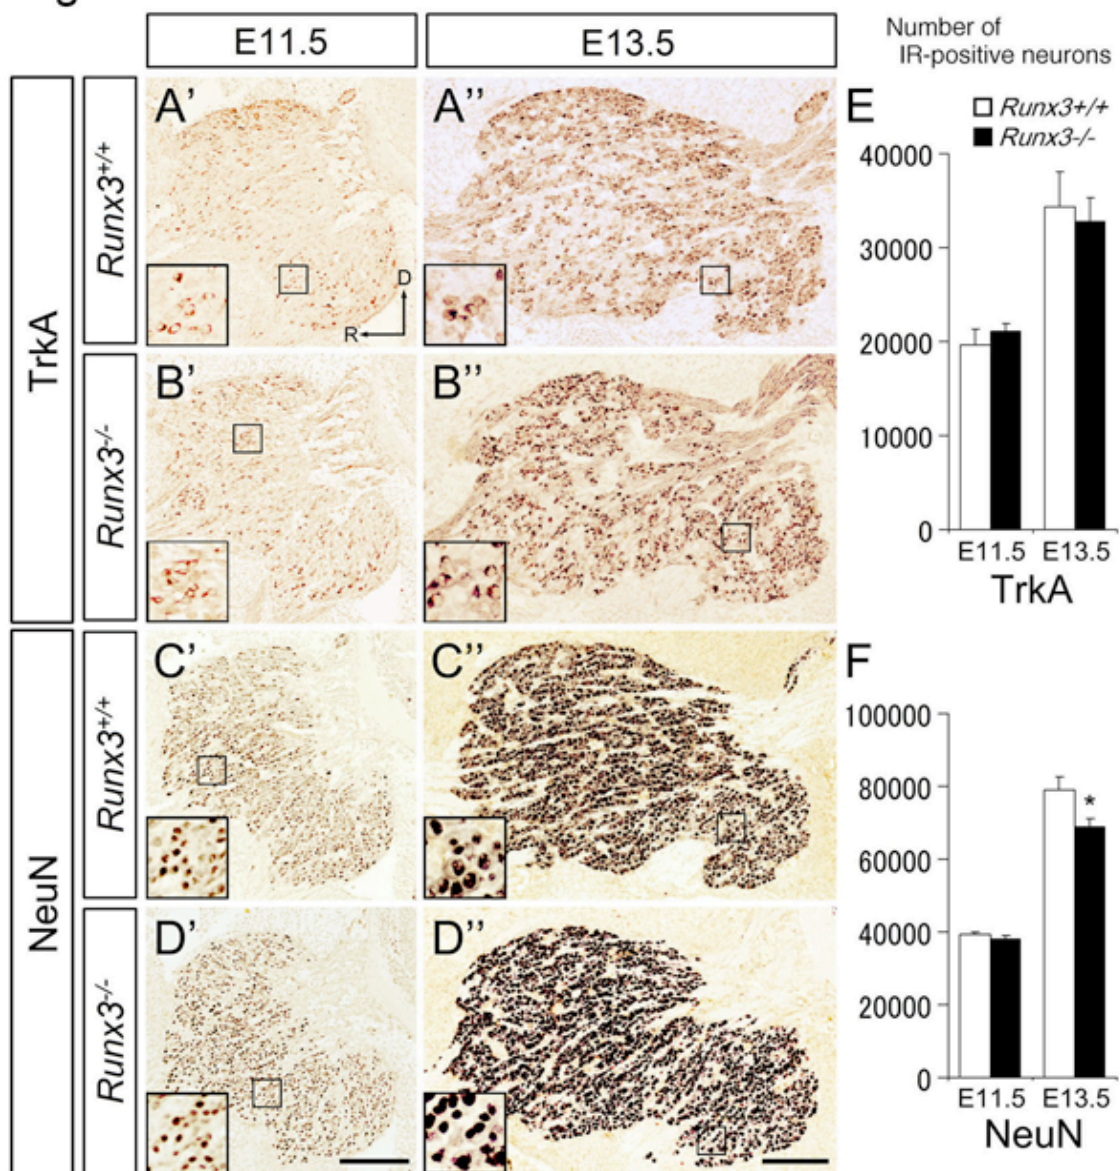 E11.5
E13.5
Number of
IR-positive neurons
TrkA
Runx3+/+
A'
D
R
A''
E
Runx3+/+
Runx3-/-
40000
30000
20000
10000
0
E11.5 E13.5
TrkA
Runx3-/-
B'
B''
NeuN
Runx3+/+
C'
C''
F
100000
80000
60000
40000
20000
0
*
E11.5 E13.5
NeuN
Runx3-/-
D'
D''